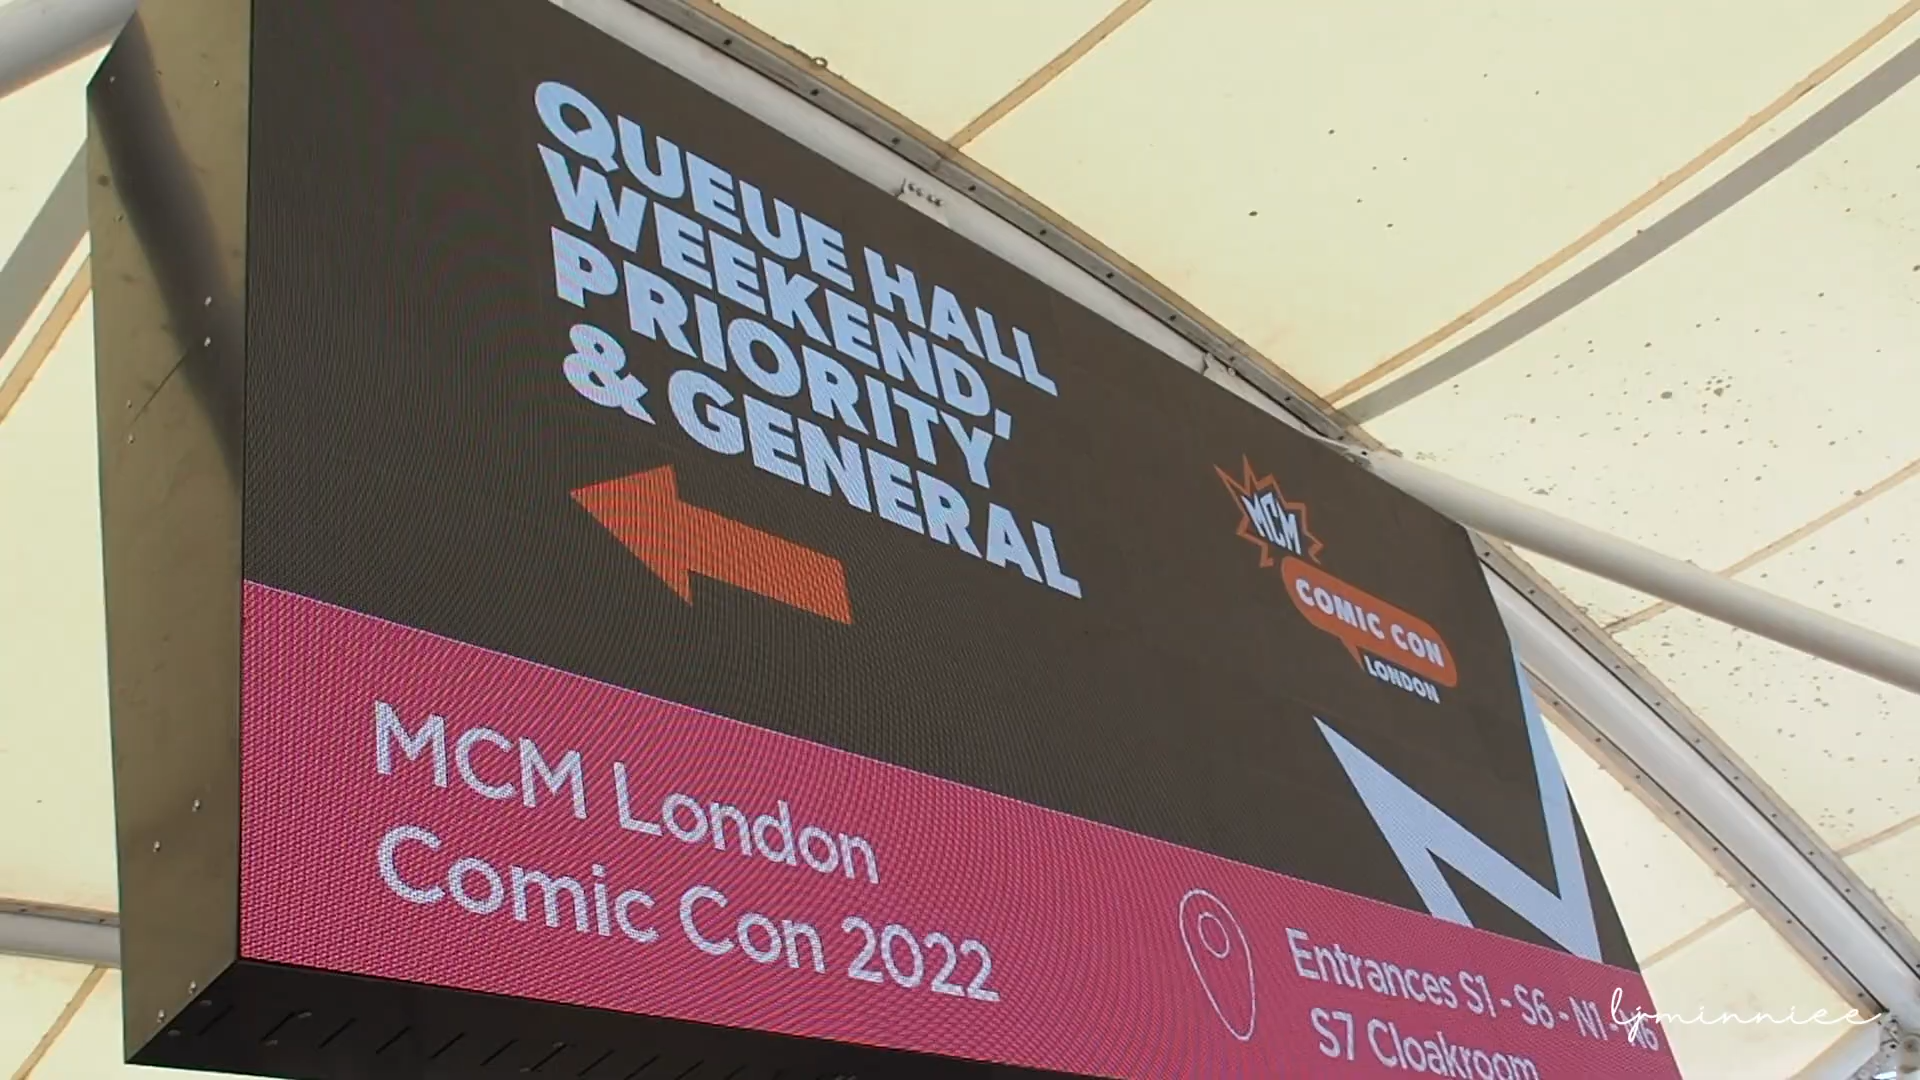 QUEUE HALL
WEEKEND,
PRIORITY
& GENERAL
MCM
COMIC CON
LONDON
MCM London
Comic Con 2022
Entrances S1 - S6 - N1 - N6
S7 Cloakroom
ljminniee